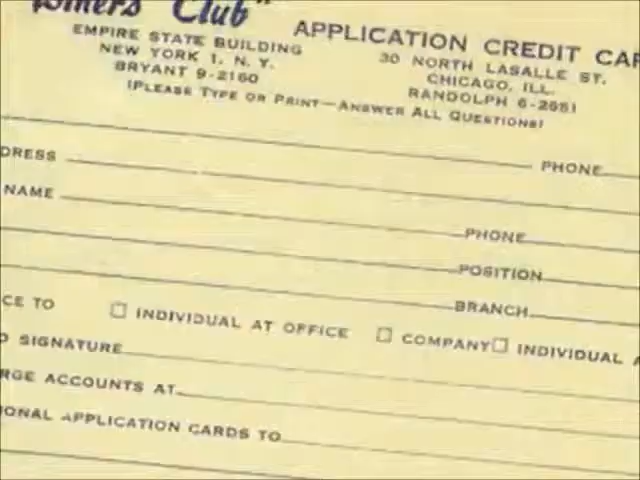 Diners' Club"
APPLICATION CREDIT CAR
EMPIRE STATE BUILDING
NEW YORK 1, N. Y.
BRYANT 9-2160
30 NORTH LASALLE ST.
CHICAGO, ILL.
RANDOLPH 6-2651
(PLEASE TYPE OR PRINT—ANSWER ALL QUESTIONS)
PHONE
DRESS
NAME
PHONE
POSITION
BRANCH
CE TO ☐ INDIVIDUAL AT OFFICE ☐ COMPANY ☐ INDIVIDUAL A
D SIGNATURE
RGE ACCOUNTS AT
IONAL APPLICATION CARDS TO